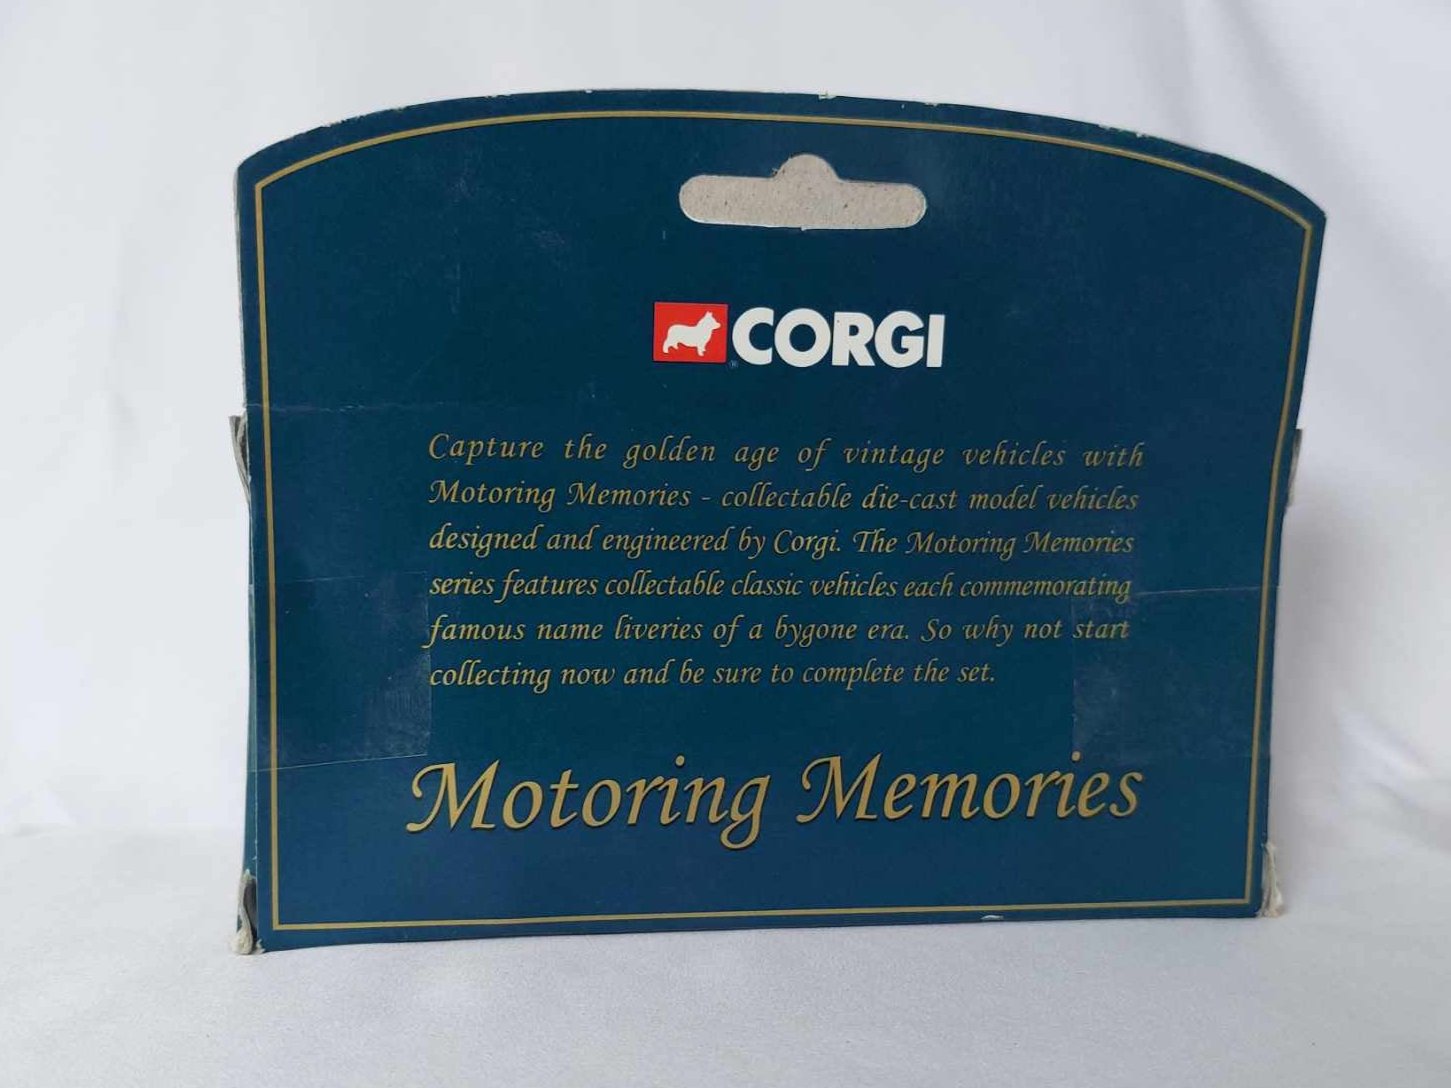 CORGI
Capture the golden age of vintage vehicles with
Motoring Memories - collectable die-cast model vehicles
designed and engineered by Corgi. The Motoring Memories
series features collectable classic vehicles each commemorating
famous name liveries of a bygone era. So why not start
collecting now and be sure to complete the set.
Motoring Memories